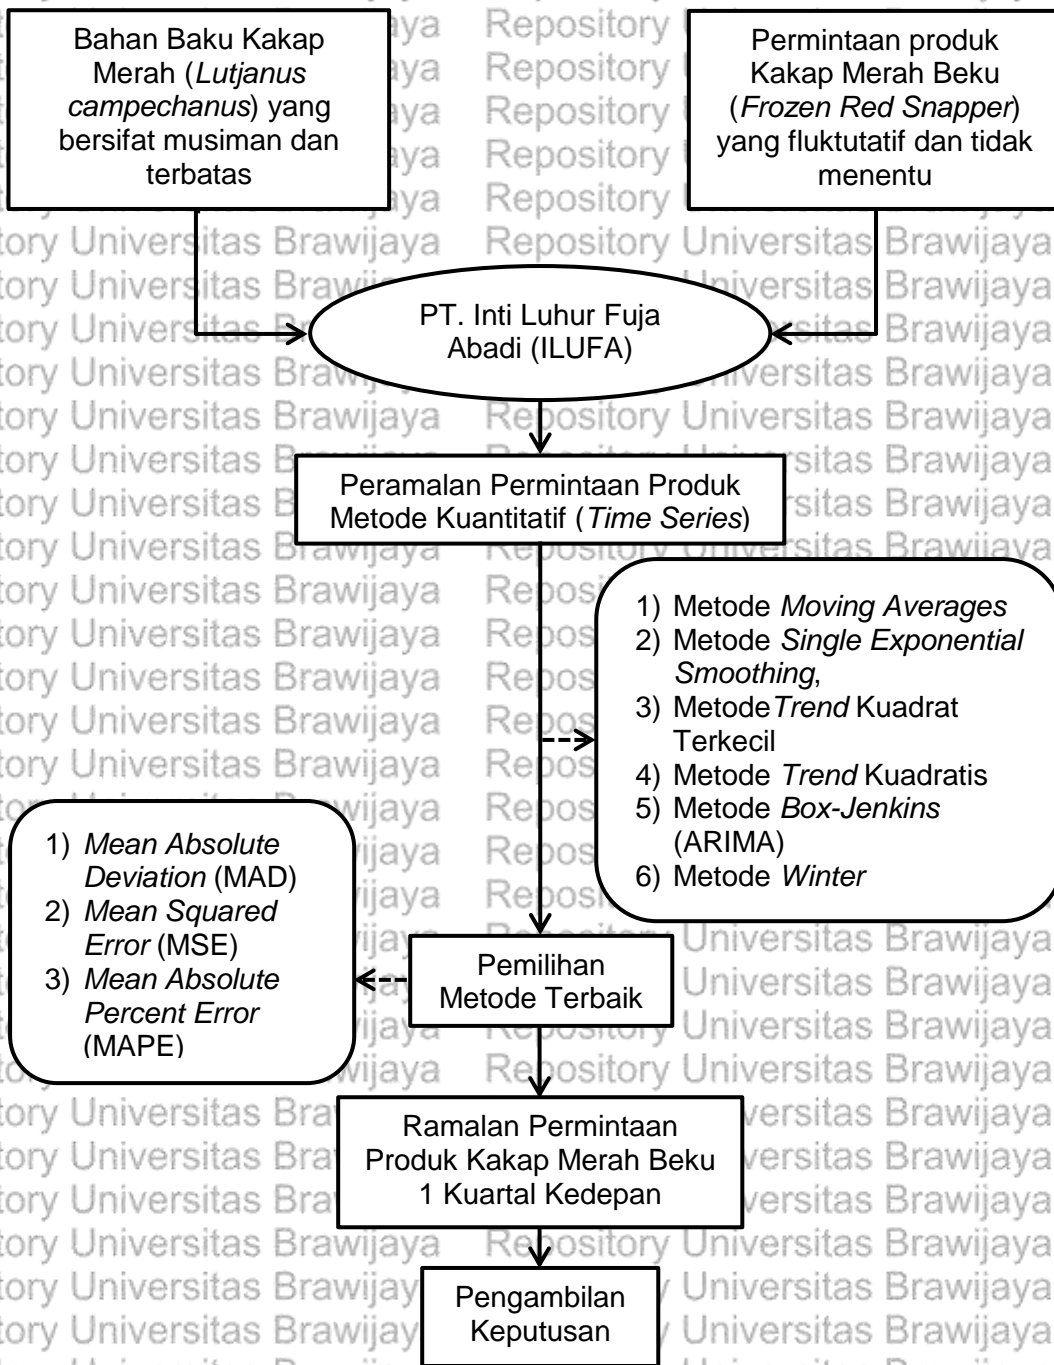 Bahan Baku Kakap
Merah (Lutjanus
campechanus) yang
bersifat musiman dan
terbatas
Permintaan produk
Kakap Merah Beku
(Frozen Red Snapper)
yang fluktutatif dan tidak
menentu
PT. Inti Luhur Fuja
Abadi (ILUFA)
Peramalan Permintaan Produk
Metode Kuantitatif (Time Series)
1) Metode Moving Averages
2) Metode Single Exponential
Smoothing,
3) MetodeTrend Kuadrat
Terkecil
4) Metode Trend Kuadratis
5) Metode Box-Jenkins
(ARIMA)
6) Metode Winter
1) Mean Absolute
Deviation (MAD)
2) Mean Squared
Error (MSE)
3) Mean Absolute
Percent Error
(MAPE)
Pemilihan
Metode Terbaik
Ramalan Permintaan
Produk Kakap Merah Beku
1 Kuartal Kedepan
Pengambilan
Keputusan
Repository Universitas Brawijaya